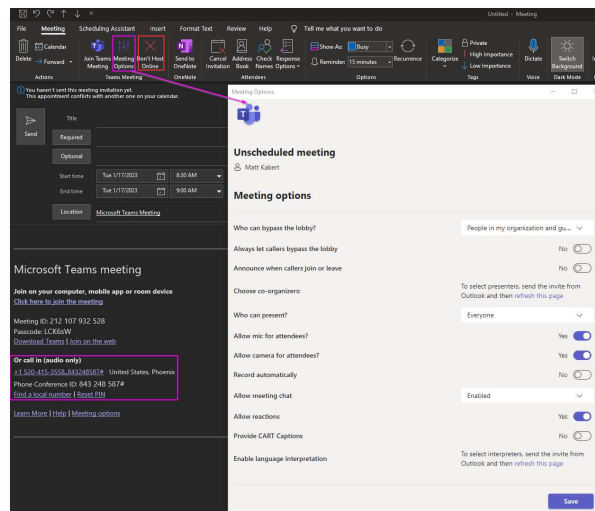 Untitled - Meeting
File Meeting Scheduling Assistant Insert Format Text Review Help Tell me what you want to do
Delete
Calendar
Forward
Join Teams Meeting
Meeting Options
Don't Host Online
Send to OneNote
Cancel Invitation
Address Book
Check Names
Response Options
Show As: Busy
Reminder: 15 minutes
Recurrence
Categorize
Private
High Importance
Low Importance
Dictate
Switch Background
Actions Teams Meeting OneNote Attendees Options Tags Voice Dark Mode
You haven't sent this meeting invitation yet.
This appointment conflicts with another one on your calendar.
Send
Title
Required
Optional
Start time Tue 1/17/2023 8:30 AM
End time Tue 1/17/2023 9:00 AM
Location Microsoft Teams Meeting
Microsoft Teams meeting
Join on your computer, mobile app or room device
Click here to join the meeting
Meeting ID: 212 107 932 528
Passcode: LCK6sW
Download Teams | Join on the web
Or call in (audio only)
+1 520-415-3558,,843248587# United States, Phoenix
Phone Conference ID: 843 248 587#
Find a local number | Reset PIN
Learn More | Help | Meeting options
Meeting Options
Unscheduled meeting
Matt Kakert
Meeting options
Who can bypass the lobby? People in my organization and gu...
Always let callers bypass the lobby No
Announce when callers join or leave No
Choose co-organizers: To select presenters, send the invite from
Outlook and then refresh this page
Who can present? Everyone
Allow mic for attendees? Yes
Allow camera for attendees? Yes
Record automatically No
Allow meeting chat Enabled
Allow reactions Yes
Provide CART Captions No
Enable language interpretation To select interpreters, send the invite from
Outlook and then refresh this page
Save